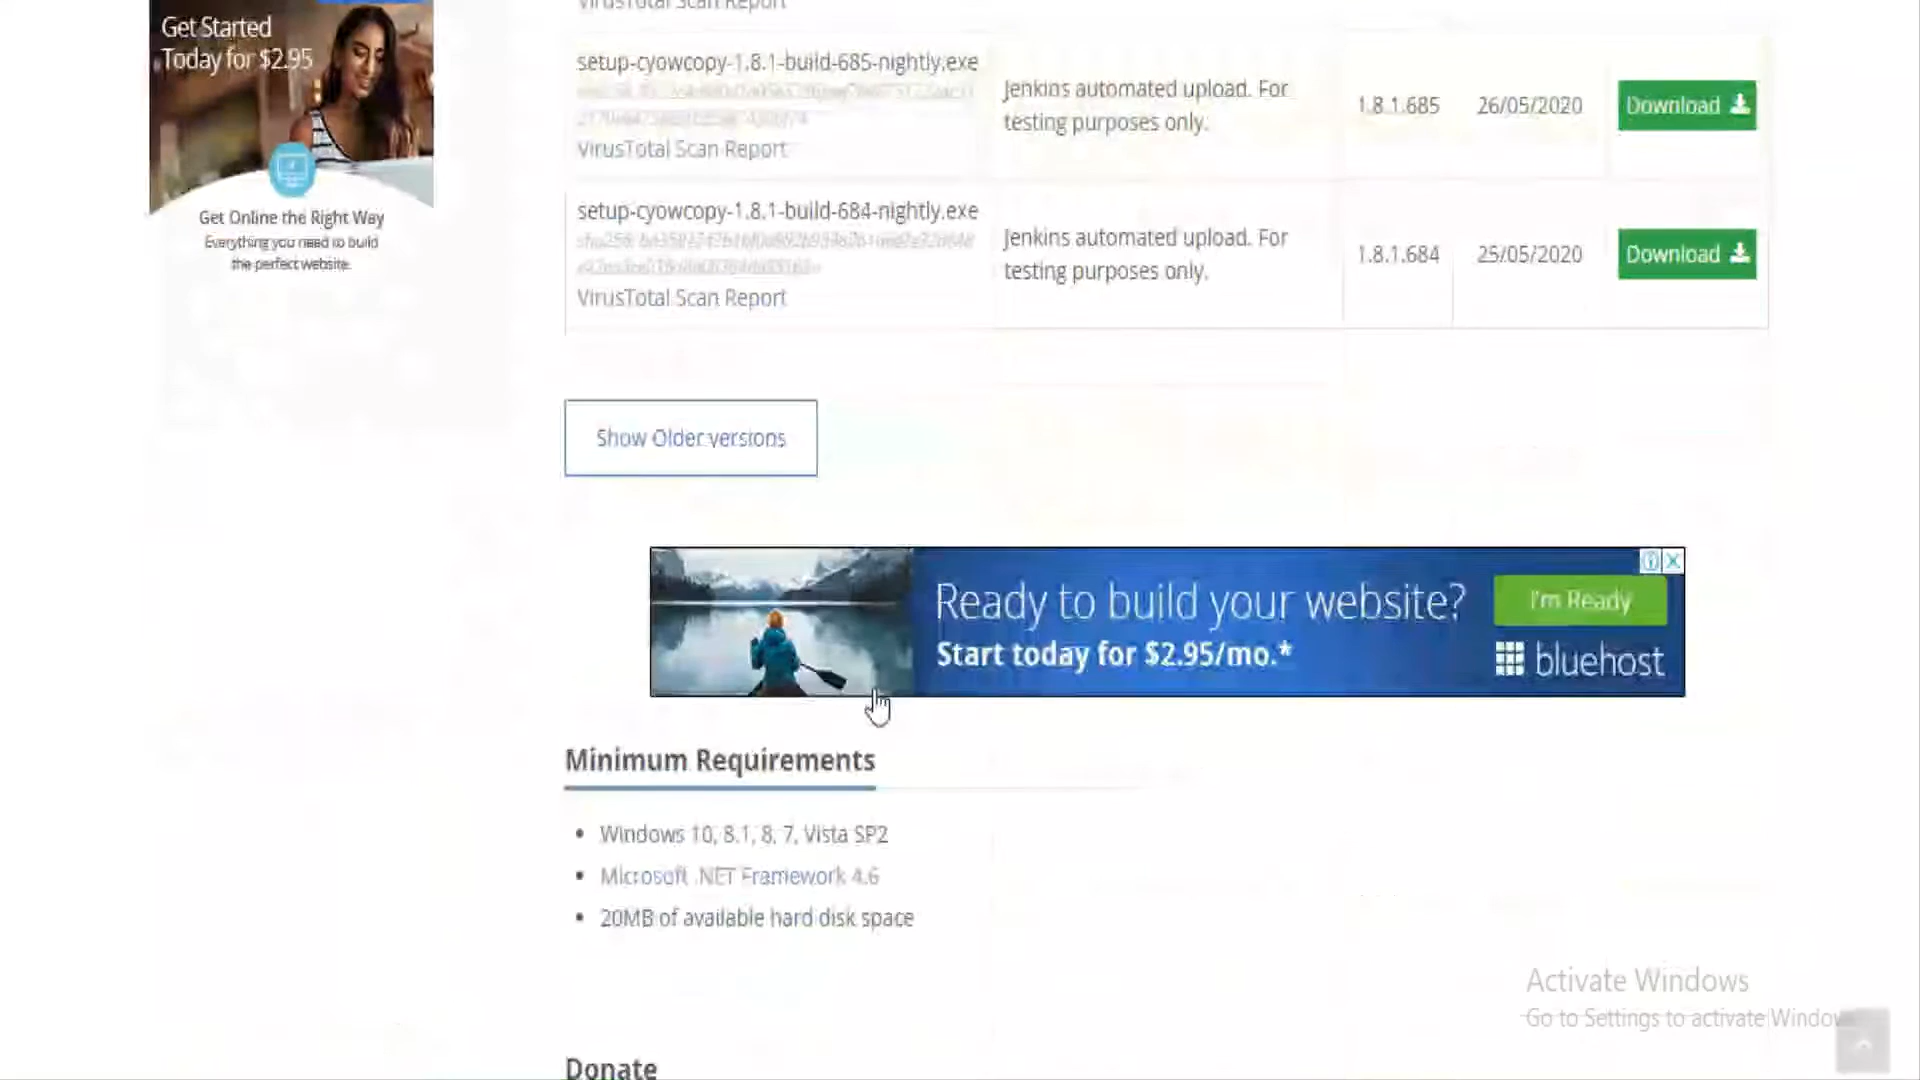 Get Started
Today for $2.95
Get Online the Right Way
Everything you need to build
the perfect website.
VirusTotal Scan Report
setup-cyowcopy-1.8.1-build-685-nightly.exe
VirusTotal Scan Report
Jenkins automated upload. For
testing purposes only.
1.8.1.685
26/05/2020
Download
setup-cyowcopy-1.8.1-build-684-nightly.exe
VirusTotal Scan Report
Jenkins automated upload. For
testing purposes only.
1.8.1.684
25/05/2020
Download
Show Older versions
Ready to build your website?
Start today for $2.95/mo.*
I'm Ready
bluehost
Minimum Requirements
• Windows 10, 8.1, 8, 7, Vista SP2
• Microsoft .NET Framework 4.6
• 20MB of available hard disk space
Activate Windows
Go to Settings to activate Window
Donate